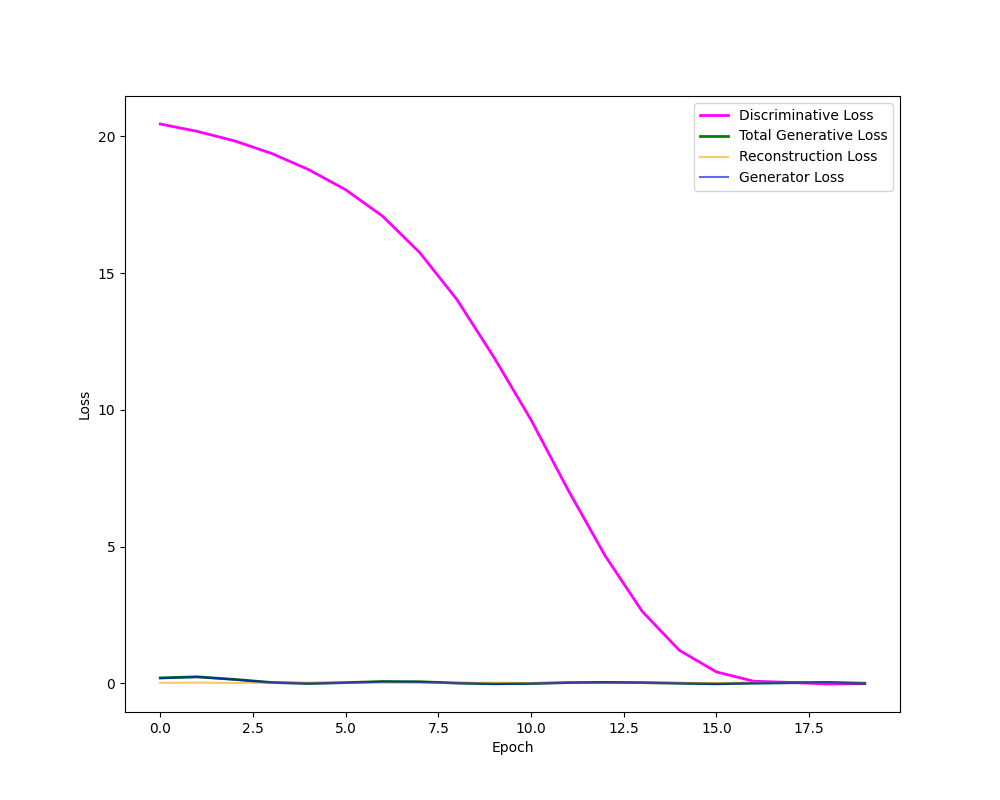 Discriminative Loss
Total Generative Loss
Reconstruction Loss
Generator Loss
20
15
10
5
0
Loss
0.0 2.5 5.0 7.5 10.0 12.5 15.0 17.5
Epoch